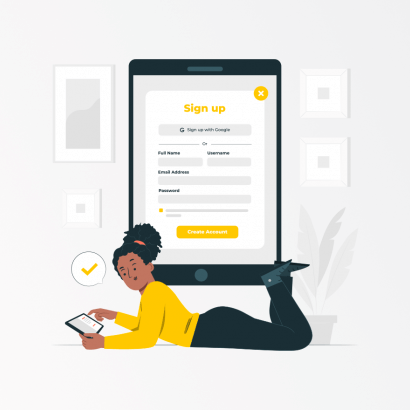 Sign up
G Sign up with Google
Or
Full Name Username
Email Address
Password
Create Account